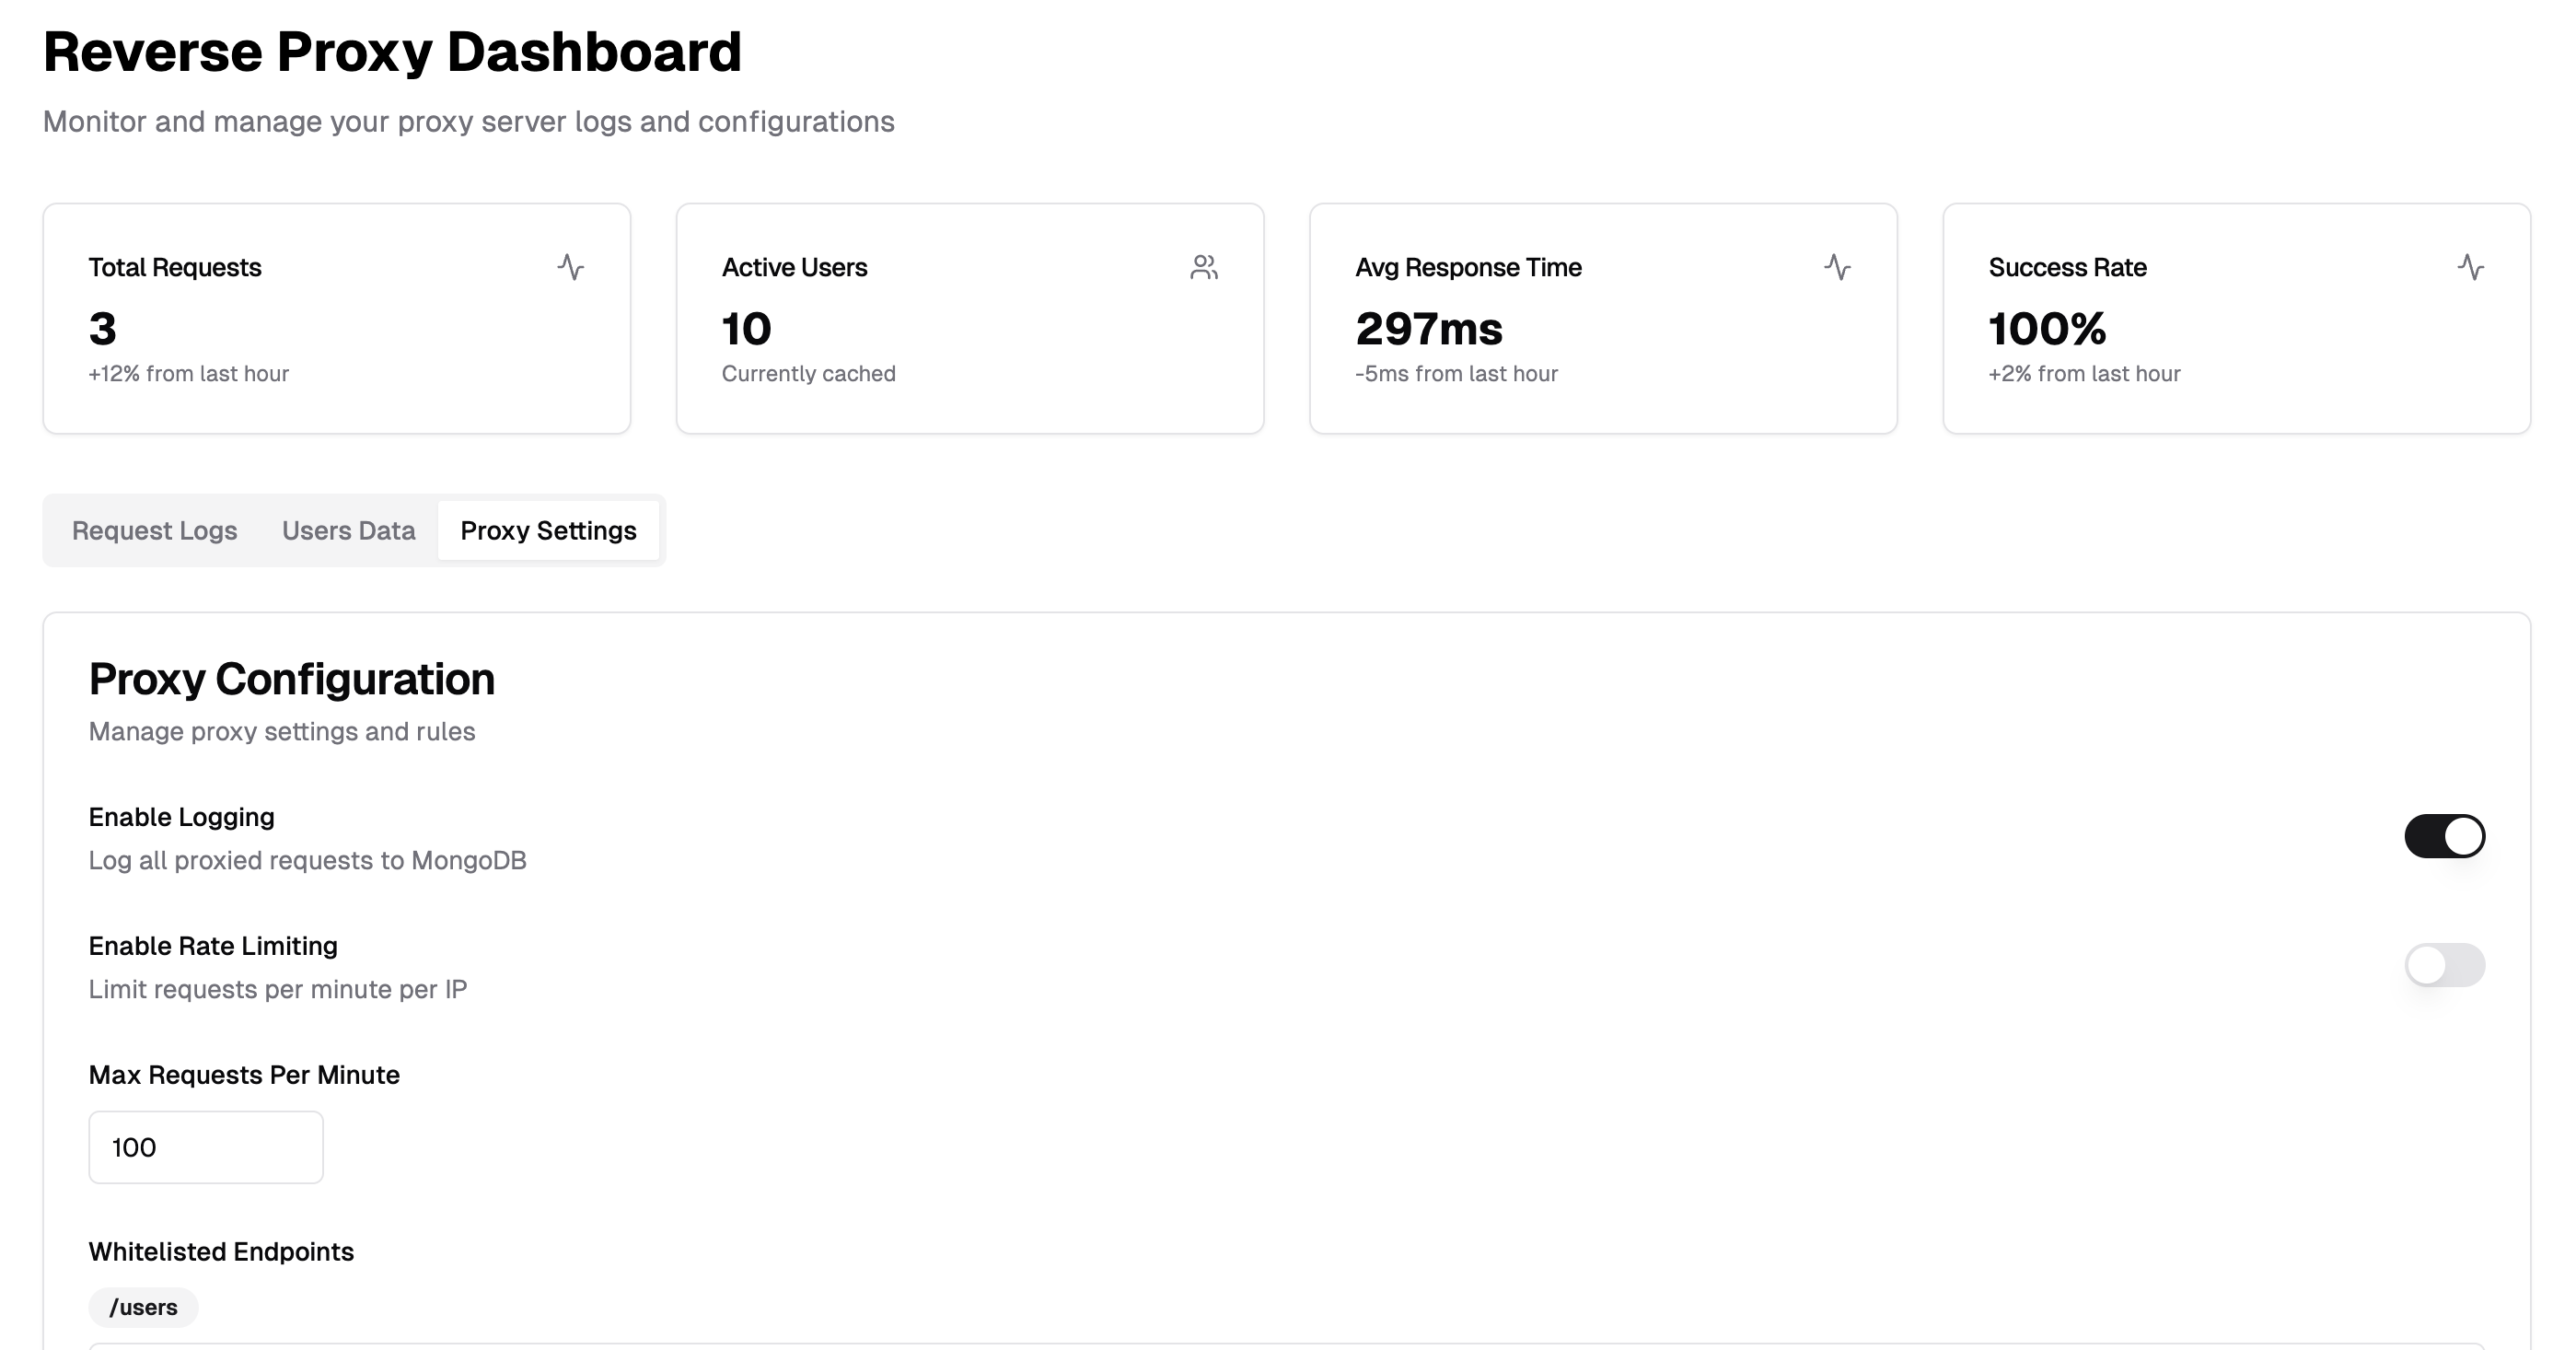 Reverse Proxy Dashboard
Monitor and manage your proxy server logs and configurations
Total Requests
3
+12% from last hour
Active Users
10
Currently cached
Avg Response Time
297ms
-5ms from last hour
Success Rate
100%
+2% from last hour
Request Logs
Users Data
Proxy Settings
Proxy Configuration
Manage proxy settings and rules
Enable Logging
Log all proxied requests to MongoDB
Enable Rate Limiting
Limit requests per minute per IP
Max Requests Per Minute
100
Whitelisted Endpoints
/users